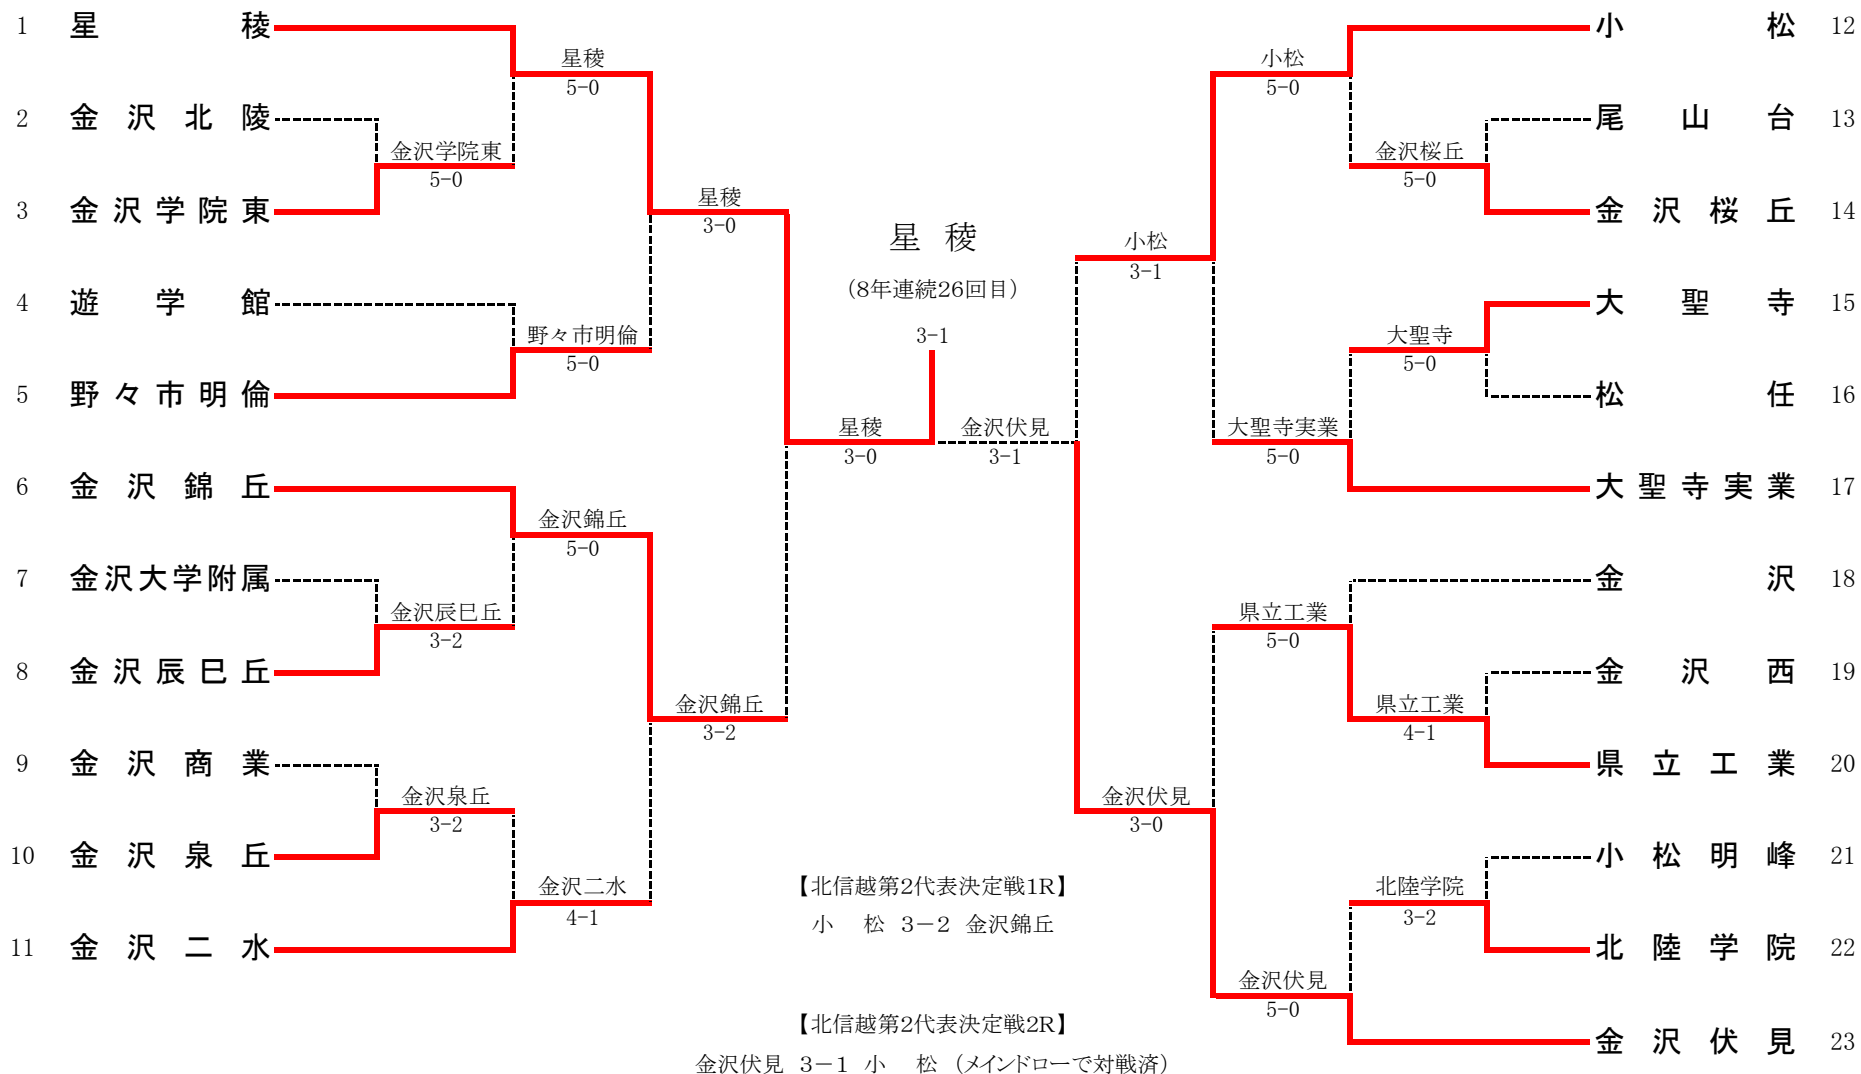 1 星稜
2 金沢北陵
3 金沢学院東
4 遊学館
5 野々市明倫
6 金沢錦丘
7 金沢大学附属
8 金沢辰巳丘
9 金沢商業
10 金沢泉丘
11 金沢二水
金沢学院東
5-0
金沢辰巳丘
3-2
金沢泉丘
3-2
星稜
5-0
野々市明倫
5-0
金沢錦丘
5-0
金沢二水
4-1
星稜
3-0
金沢錦丘
3-2
星稜
3-0
星 稜
(8年連続26回目)
3-1
金沢伏見
3-1
小松
3-1
金沢伏見
3-0
小松
5-0
大聖寺実業
5-0
県立工業
5-0
金沢伏見
5-0
金沢桜丘
5-0
大聖寺
5-0
県立工業
4-1
北陸学院
3-2
小松 12
尾山台 13
金沢桜丘 14
大聖寺 15
松任 16
大聖寺実業 17
金沢 18
金沢西 19
県立工業 20
小松明峰 21
北陸学院 22
金沢伏見 23
【北信越第2代表決定戦1R】
小 松 3-2 金沢錦丘
【北信越第2代表決定戦2R】
金沢伏見 3-1 小 松 (メインドローで対戦済)